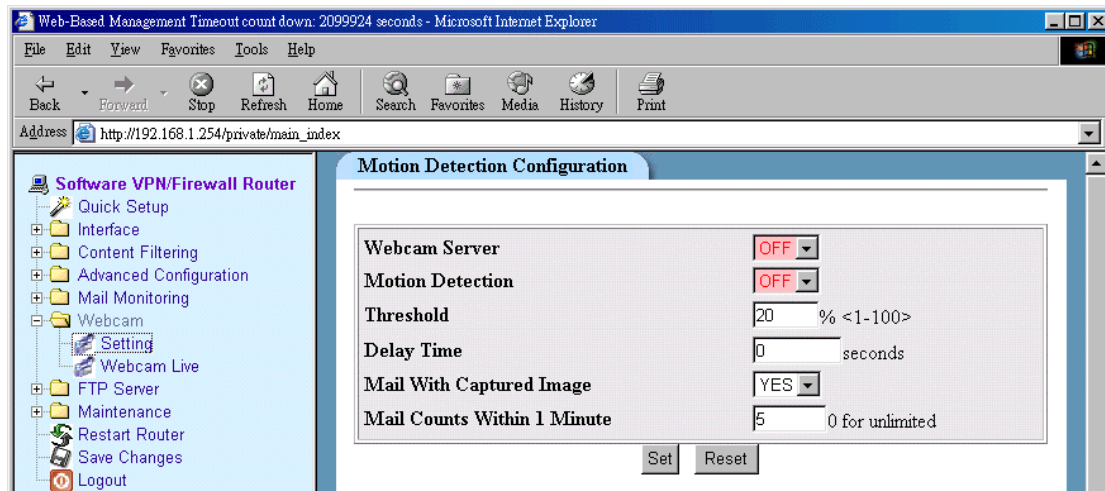 Web-Based Management Timeout count down: 2099924 seconds - Microsoft Internet Explorer
File Edit View Favorites Tools Help
Back Forward Stop Refresh Home Search Favorites Media History Print
Address http://192.168.1.254/private/main_index
Software VPN/Firewall Router
Quick Setup
Interface
Content Filtering
Advanced Configuration
Mail Monitoring
Webcam
Setting
Webcam Live
FTP Server
Maintenance
Restart Router
Save Changes
Logout
Motion Detection Configuration
Webcam Server OFF
Motion Detection OFF
Threshold 20 % <1-100>
Delay Time 0 seconds
Mail With Captured Image YES
Mail Counts Within 1 Minute 5 0 for unlimited
Set Reset